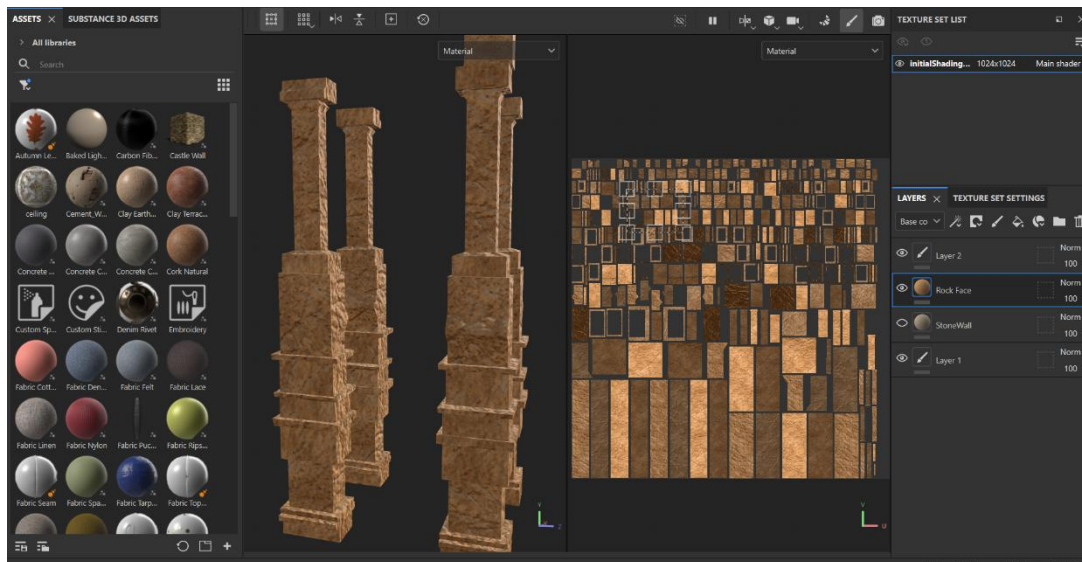 ASSETS
SUBSTANCE 3D ASSETS
All libraries
Search
Autumn Le... Baked Ligh... Carbon Fib... Castle Wall
ceiling Cement_W... Clay Earth... Clay Terrac...
Concrete ... Concrete C... Concrete C... Cork Natural
Custom Sp... Custom Sti... Denim Rivet Embroidery
Fabric Cott... Fabric Den... Fabric Felt Fabric Lace
Fabric Linen Fabric Nylon Fabric Puc... Fabric Rips...
Fabric Seam Fabric Spa... Fabric Tarp... Fabric Top...
Material
Y
Z
Material
Y
U
TEXTURE SET LIST
initialShading... 1024x1024 Main shader
LAYERS
TEXTURE SET SETTINGS
Base co
Layer 2 Norm
100
Rock Face Norm
100
StoneWall Norm
100
Layer 1 Norm
100